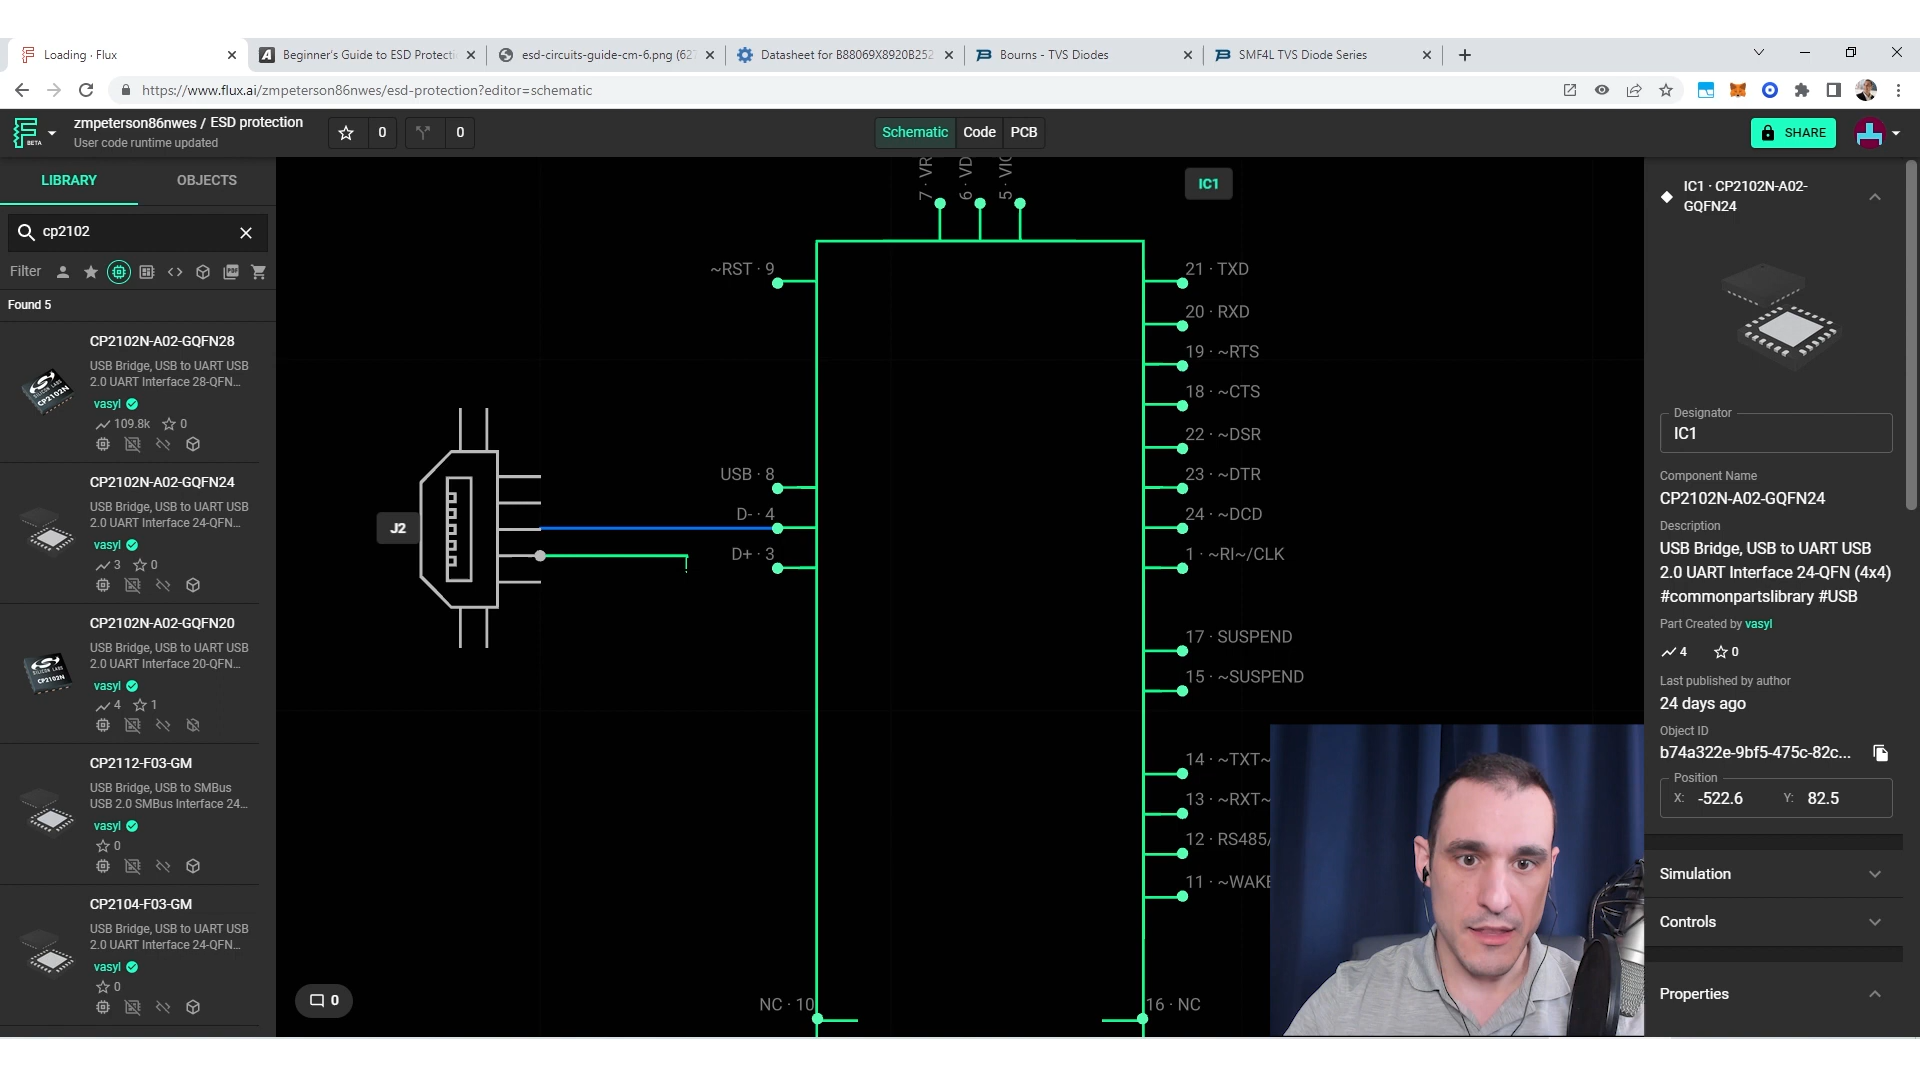 Loading · Flux
Beginner's Guide to ESD Protecti
esd-circuits-guide-cm-6.png (627
Datasheet for B88069X8920B252
Bourns - TVS Diodes
SMF4L TVS Diode Series
https://www.flux.ai/zmpeterson86nwes/esd-protection?editor=schematic
BETA
zmpeterson86nwes / ESD protection
User code runtime updated
0
0
Schematic
Code
PCB
SHARE
LIBRARY
OBJECTS
cp2102
Filter
Found 5
CP2102N-A02-GQFN28
USB Bridge, USB to UART USB
2.0 UART Interface 28-QFN...
vasyl
109.8k
0
CP2102N-A02-GQFN24
USB Bridge, USB to UART USB
2.0 UART Interface 24-QFN...
vasyl
3
0
CP2102N-A02-GQFN20
USB Bridge, USB to UART USB
2.0 UART Interface 20-QFN...
vasyl
4
1
CP2112-F03-GM
USB Bridge, USB to SMBus
USB 2.0 SMBus Interface 24...
vasyl
0
CP2104-F03-GM
USB Bridge, USB to UART USB
2.0 UART Interface 24-QFN...
vasyl
0
7 · VR
6 · VD
5 · VIO
IC1
~RST · 9
USB · 8
D- · 4
D+ · 3
J2
NC · 10
21 · TXD
20 · RXD
19 · ~RTS
18 · ~CTS
22 · ~DSR
23 · ~DTR
24 · ~DCD
1 · ~RI~/CLK
17 · SUSPEND
15 · ~SUSPEND
14 · ~TXT~
13 · ~RXT~
12 · RS485/
11 · ~WAKE
16 · NC
0
IC1 · CP2102N-A02-
GQFN24
Designator
IC1
Component Name
CP2102N-A02-GQFN24
Description
USB Bridge, USB to UART USB
2.0 UART Interface 24-QFN (4x4)
#commonpartslibrary #USB
Part Created by vasyl
4
0
Last published by author
24 days ago
Object ID
b74a322e-9bf5-475c-82c...
Position
X: -522.6
Y: 82.5
Simulation
Controls
Properties